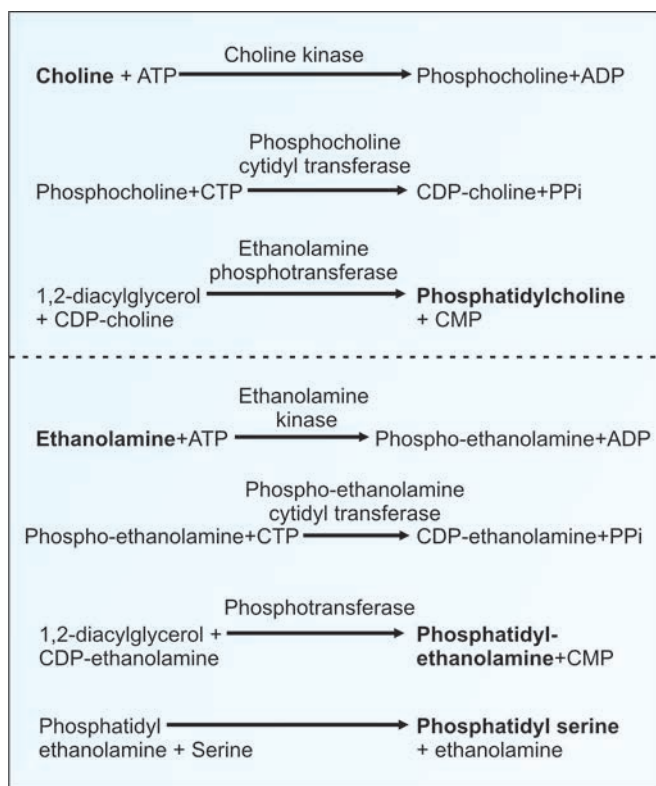 Choline kinase
Choline + ATP Phosphocholine+ADP
Phosphocholine
cytidyl transferase
Phosphocholine+CTP CDP-choline+PPi
Ethanolamine
phosphotransferase
1,2-diacylglycerol Phosphatidylcholine
+ CDP-choline + CMP
Ethanolamine
kinase
Ethanolamine+ATP Phospho-ethanolamine+ADP
Phospho-ethanolamine
cytidyl transferase
Phospho-ethanolamine+CTP CDP-ethanolamine+PPi
Phosphotransferase
1,2-diacylglycerol + Phosphatidyl-
CDP-ethanolamine ethanolamine+CMP
Phosphatidyl Phosphatidyl serine
ethanolamine + Serine + ethanolamine